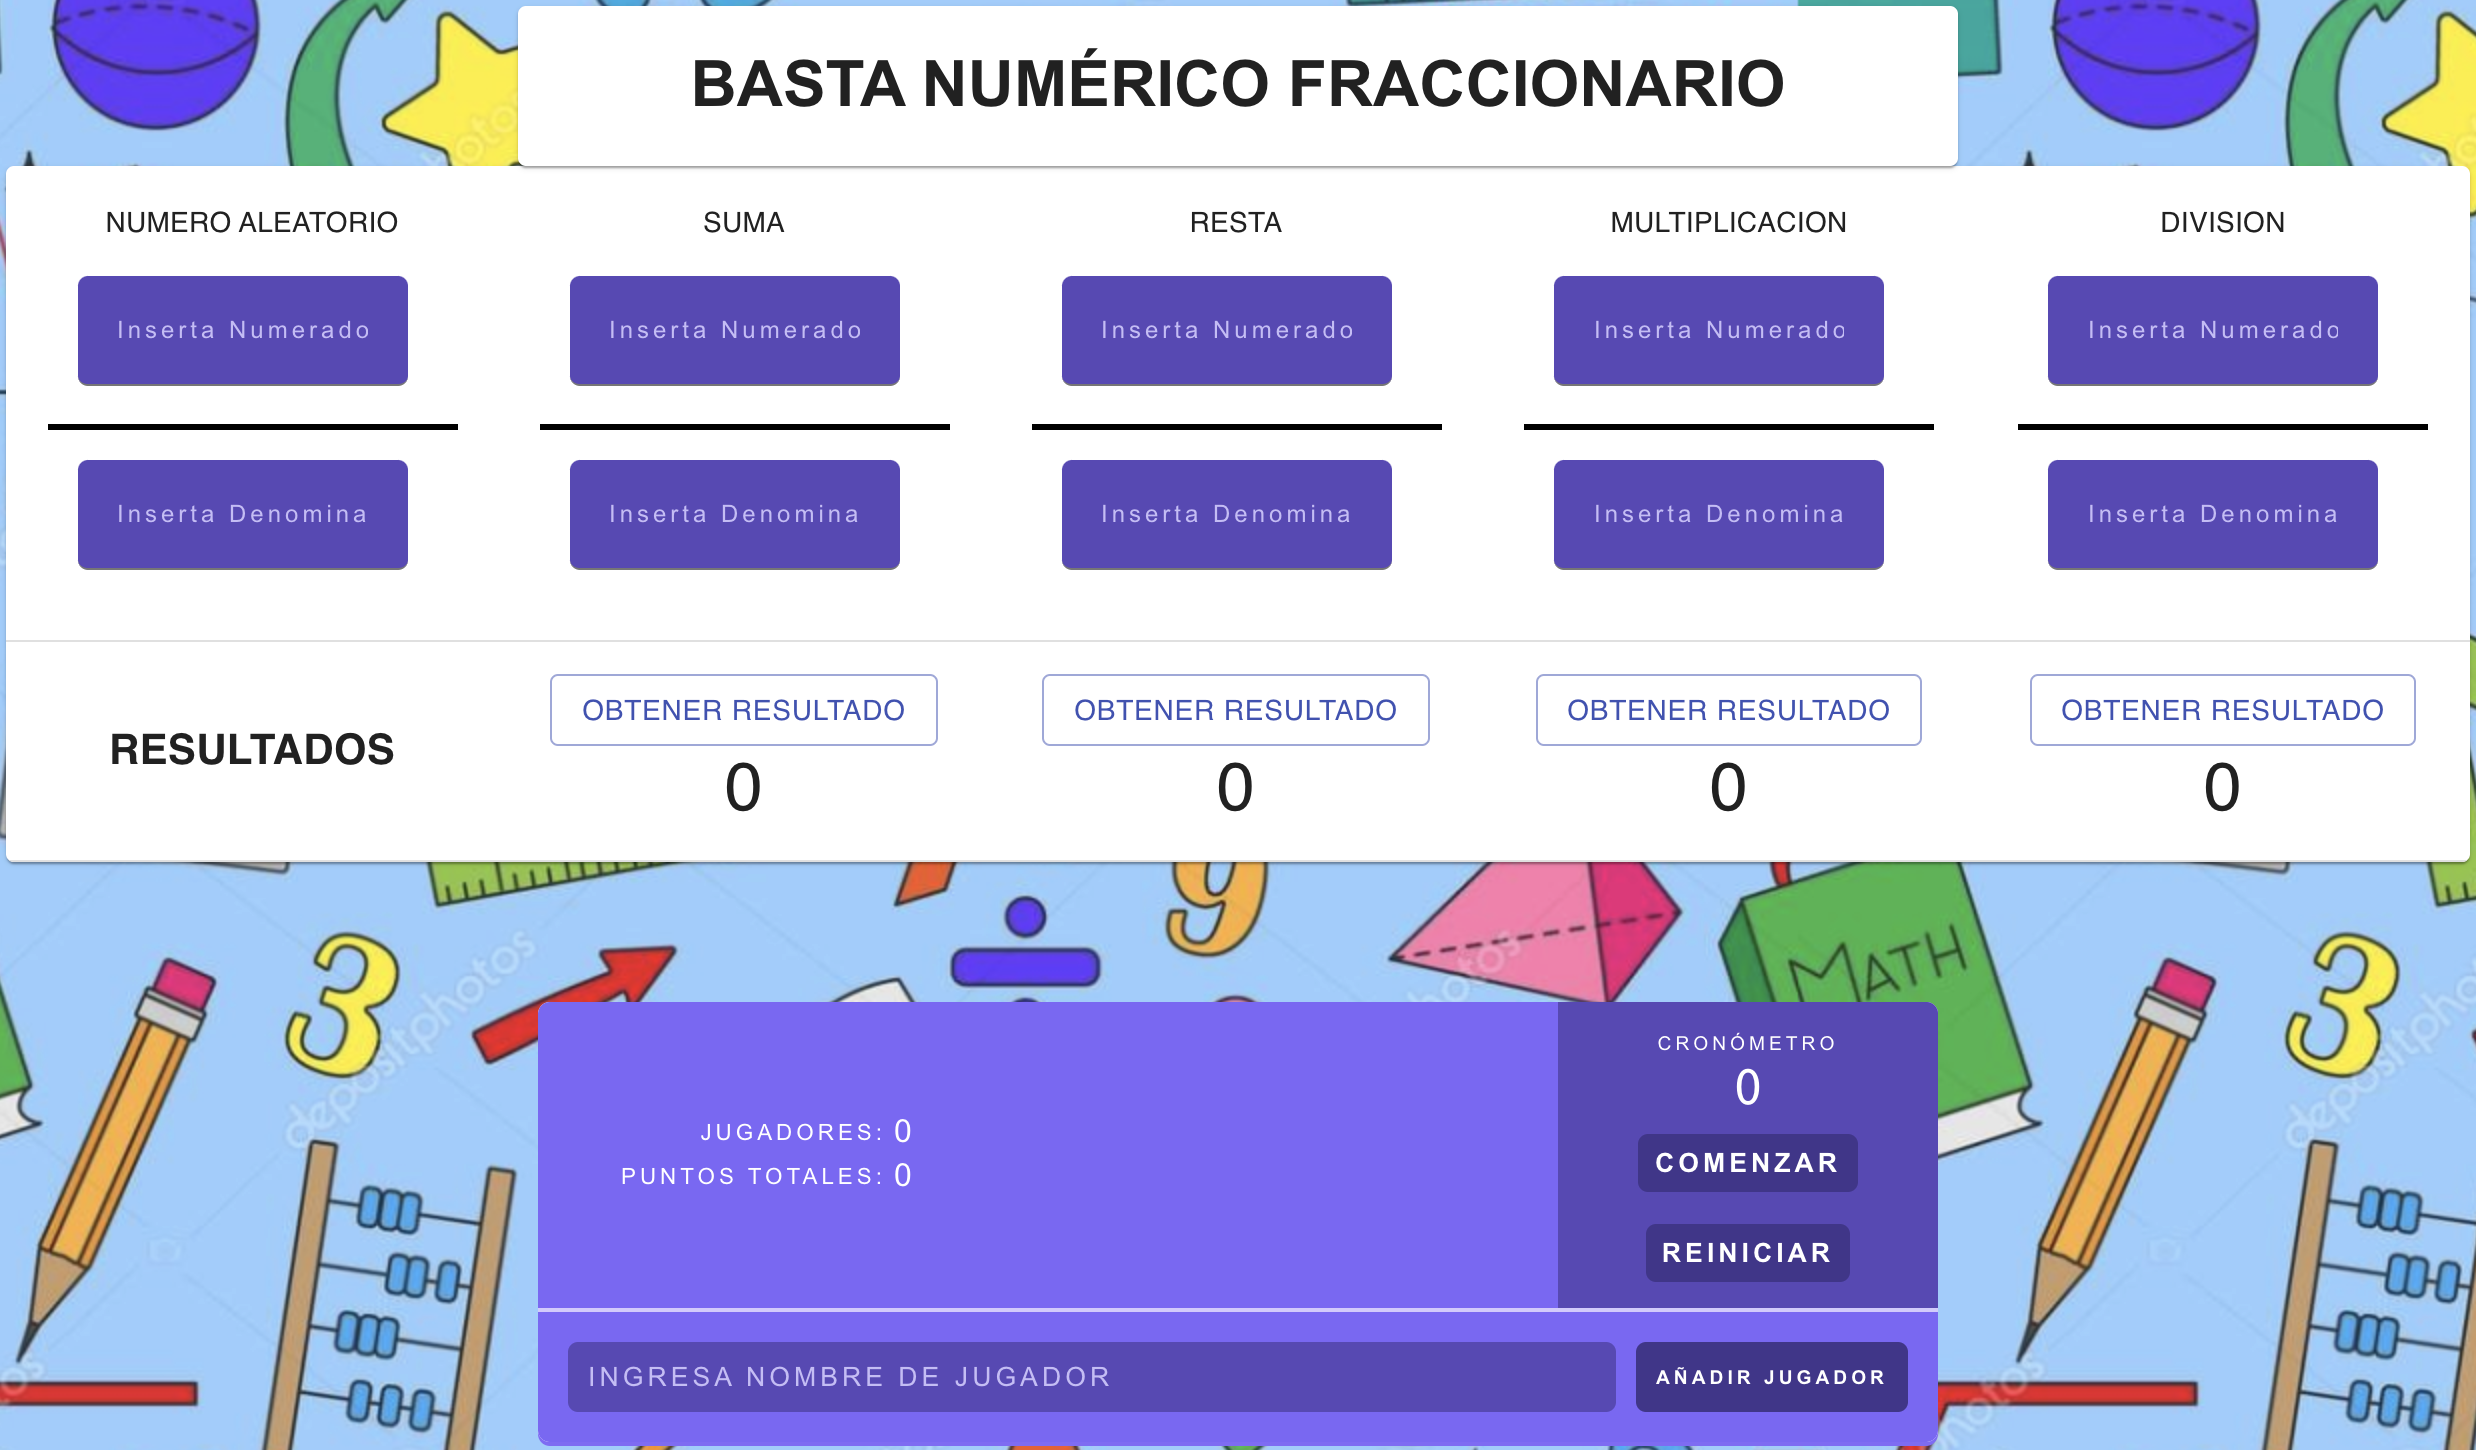 BASTA NUMÉRICO FRACCIONARIO
NUMERO ALEATORIO SUMA RESTA MULTIPLICACION DIVISION
Inserta Numerado Inserta Numerado Inserta Numerado Inserta Numerado Inserta Numerado
Inserta Denomina Inserta Denomina Inserta Denomina Inserta Denomina Inserta Denomina
OBTENER RESULTADO OBTENER RESULTADO OBTENER RESULTADO OBTENER RESULTADO
RESULTADOS
0 0 0 0
9
3 depositphotos MATH 3
CRONÓMETRO
0
JUGADORES: 0
PUNTOS TOTALES: 0
COMENZAR
REINICIAR
INGRESA NOMBRE DE JUGADOR AÑADIR JUGADOR